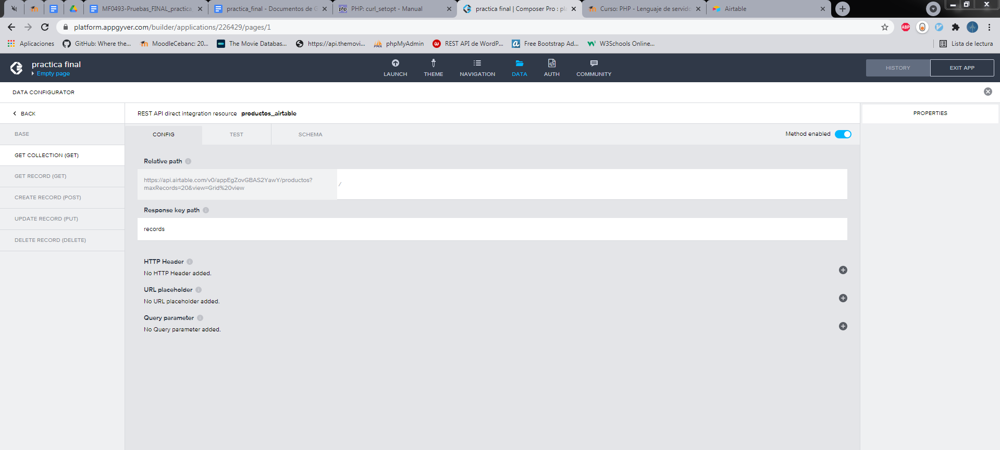 MF0493-Pruebas_FINAL_practica
practica_final - Documentos de G
php PHP: curl_setopt - Manual
practica final | Composer Pro : pla
Curso: PHP - Lenguaje de servido
Airtable
platform.appgyver.com/builder/applications/226429/pages/1
ABP
Aplicaciones
GitHub: Where the...
MoodleCebanc: 20...
The Movie Databas...
https://api.themovi...
PMA phpMyAdmin
REST API de WordP...
Free Bootstrap Ad...
W3Schools Online...
Lista de lectura
practica final
Empty page
LAUNCH
THEME
NAVIGATION
DATA
AUTH
COMMUNITY
HISTORY
EXIT APP
DATA CONFIGURATOR
BACK
REST API direct integration resource productos_airtable
PROPERTIES
BASE
GET COLLECTION (GET)
GET RECORD (GET)
CREATE RECORD (POST)
UPDATE RECORD (PUT)
DELETE RECORD (DELETE)
CONFIG
TEST
SCHEMA
Method enabled
Relative path
https://api.airtable.com/v0/appEgZovGBAS2YawY/productos?
maxRecords=20&view=Grid%20view
/
Response key path
records
HTTP Header
No HTTP Header added.
URL placeholder
No URL placeholder added.
Query parameter
No Query parameter added.